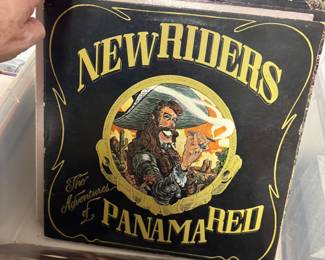 NEW RIDERS
The
Adventures
of
PANAMA RED